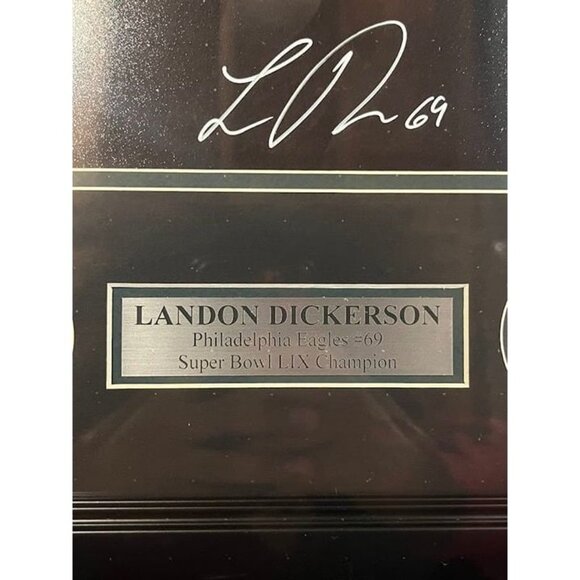 L D 69
LANDON DICKERSON
Philadelphia Eagles #69
Super Bowl LIX Champion